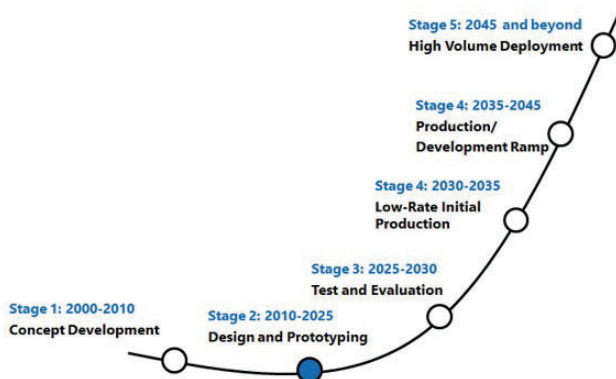 Stage 5: 2045 and beyond
High Volume Deployment
Stage 4: 2035-2045
Production/
Development Ramp
Stage 4: 2030-2035
Low-Rate Initial
Production
Stage 3: 2025-2030
Test and Evaluation
Stage 1: 2000-2010
Concept Development
Stage 2: 2010-2025
Design and Prototyping